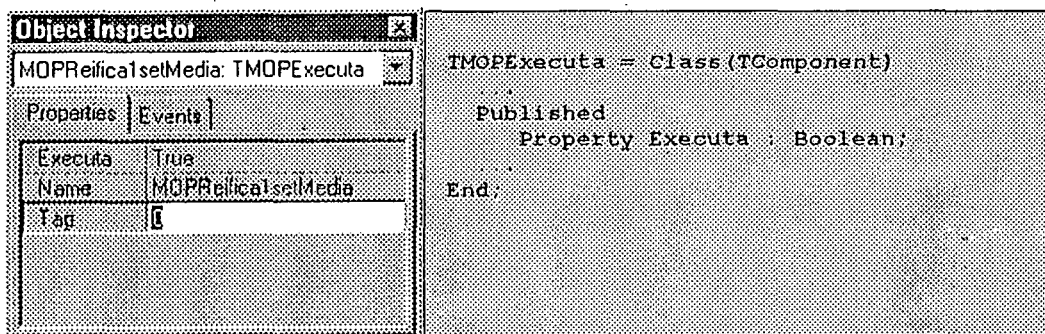 Object Inspector
MOPReifica1setMedia: TMOPExecuta
Properties Events
Executa True
Name MOPReifica1setMedia
Tag 0
TMOPExecuta = Class(TComponent)
...
Published
Property Executa : Boolean;
...
End;